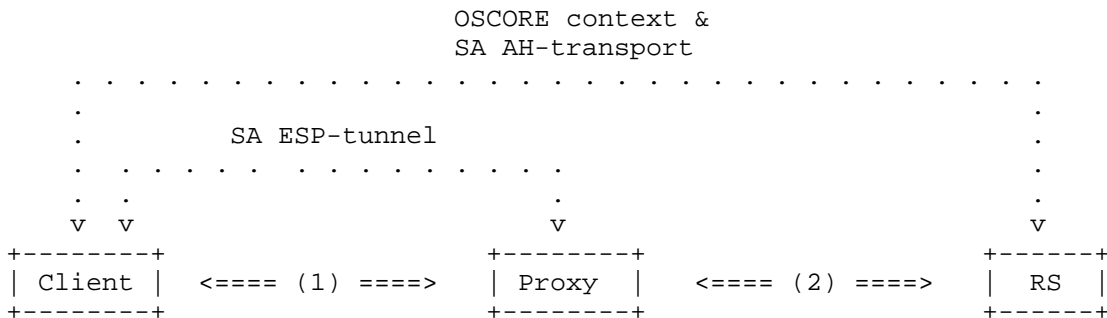 OSCORE context &
SA AH-transport
. . . . . . . . . . . . . . . . . . . . . . . . . . . . . . .
. .
. SA ESP-tunnel .
. . . . . . . . . . . . . . . . .
. . . .
v v v v
+--------+ +--------+ +------+
| Client | <==== (1) ====> | Proxy | <==== (2) ====> | RS |
+--------+ +--------+ +------+